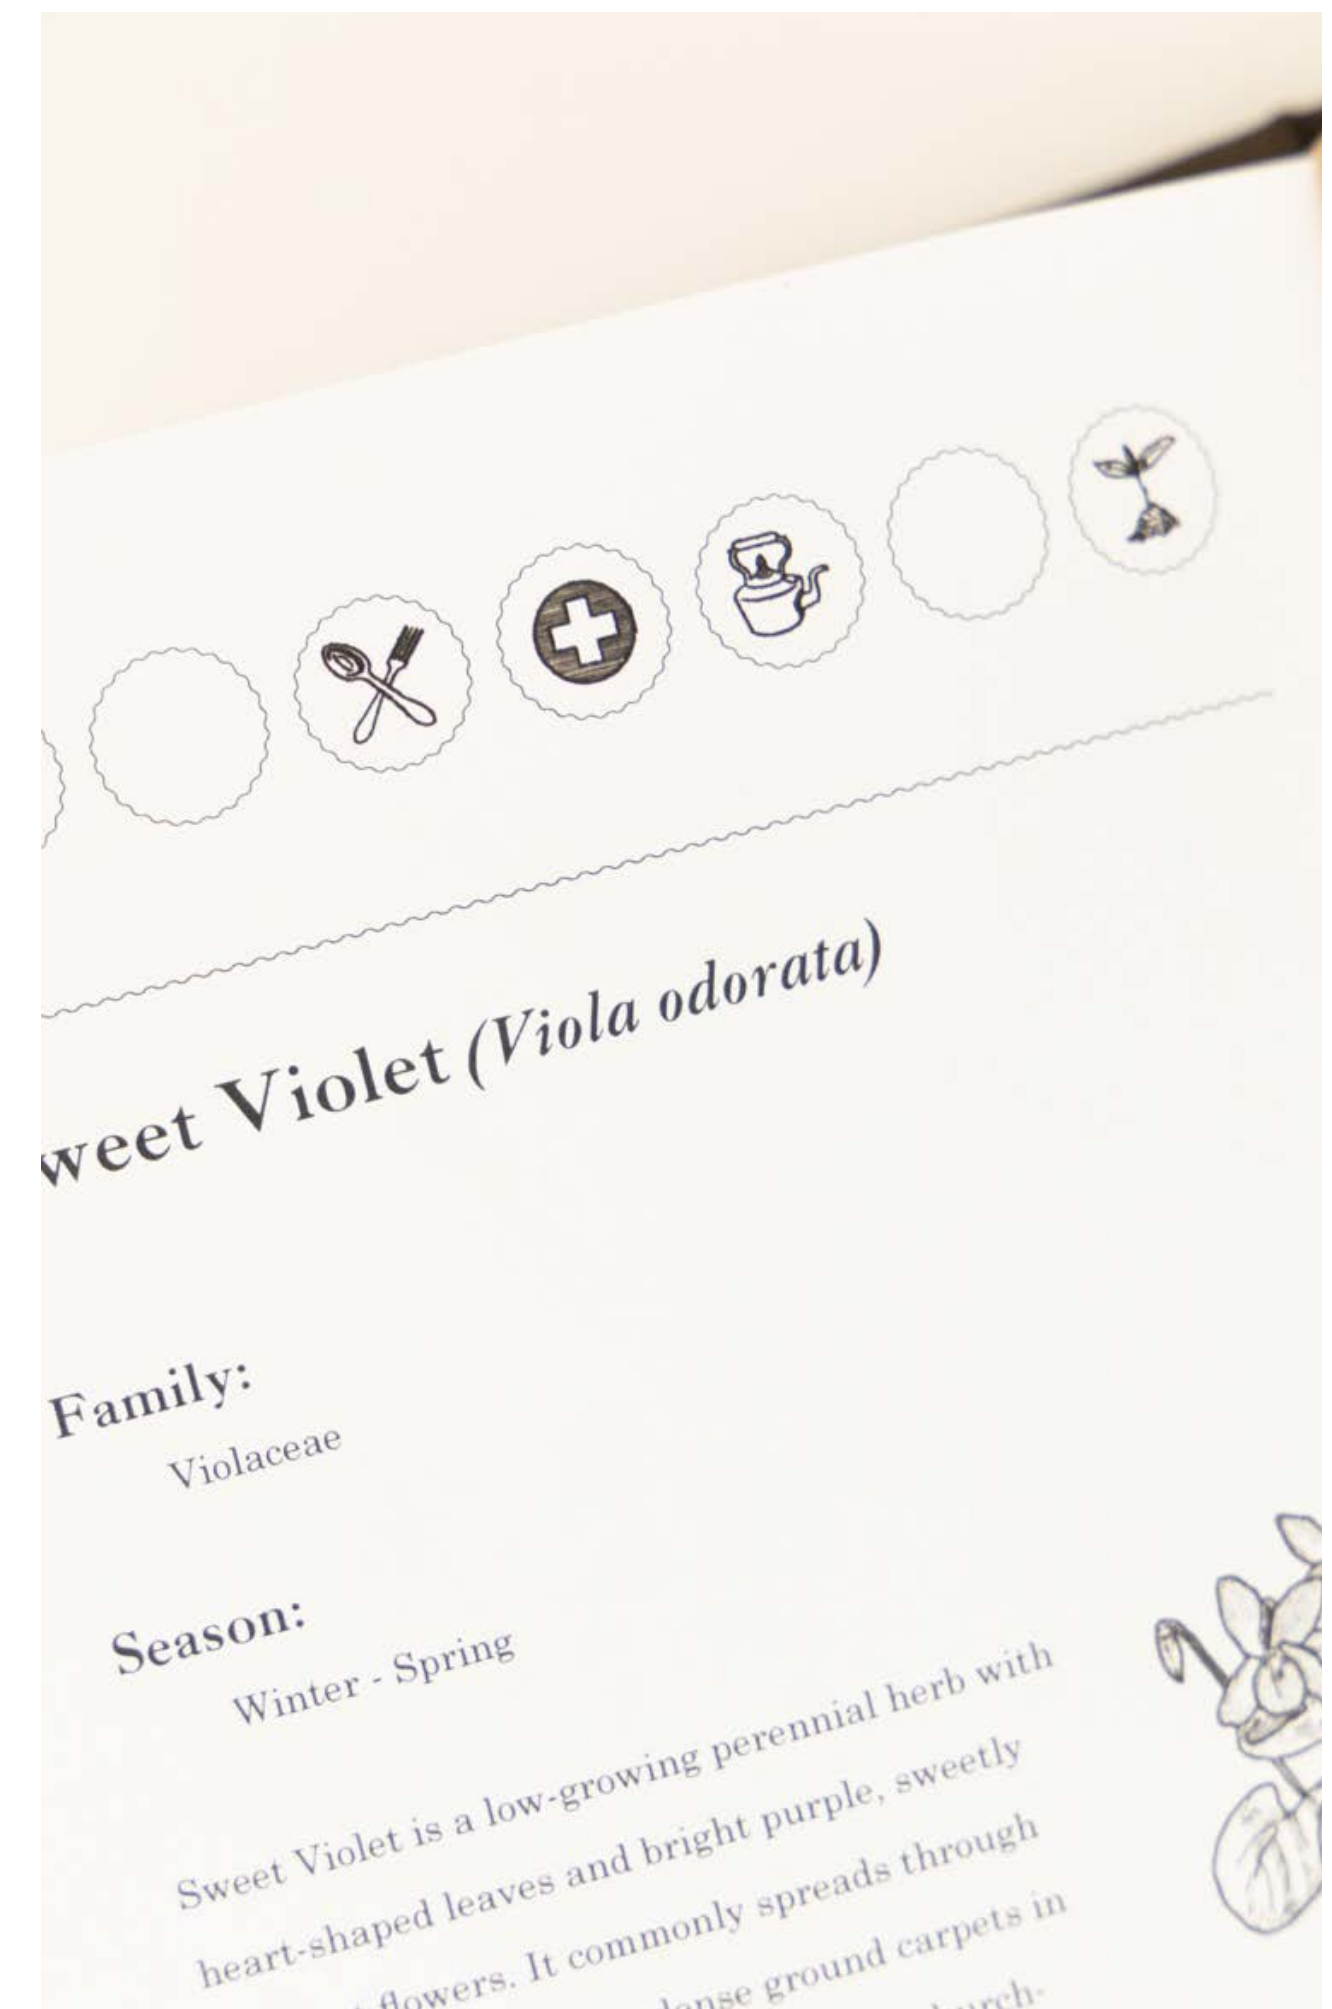 weet Violet (Viola odorata)
Family:
Violaceae
Season:
Winter - Spring
Sweet Violet is a low-growing perennial herb with
heart-shaped leaves and bright purple, sweetly
flowers. It commonly spreads through
ground carpets in